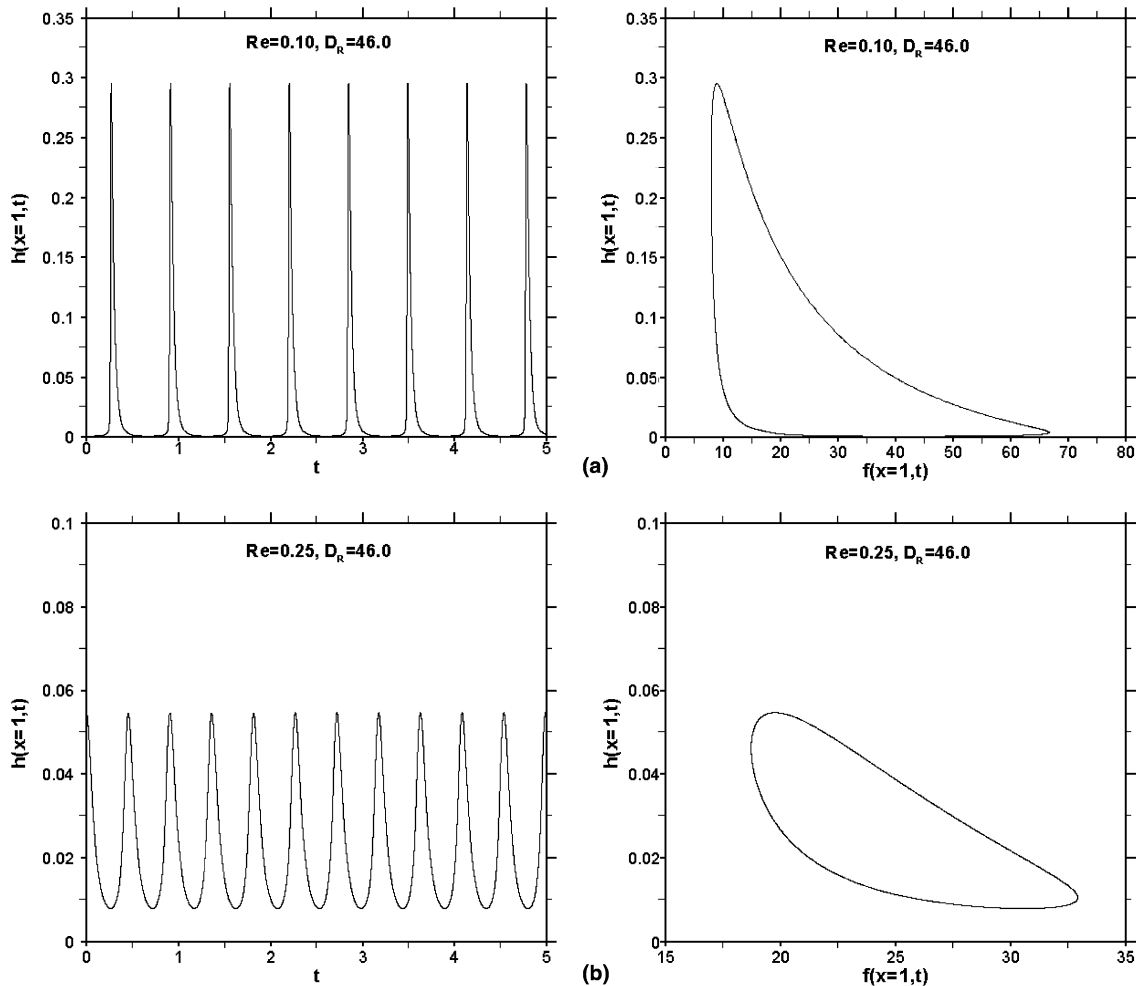 Re=0.10, D_R=46.0
h(x=1,t)
0.35
0.3
0.25
0.2
0.15
0.1
0.05
0
0 1 2 3 4 5
t
Re=0.10, D_R=46.0
h(x=1,t)
0.35
0.3
0.25
0.2
0.15
0.1
0.05
0
0 10 20 30 40 50 60 70 80
f(x=1,t)
(a)
Re=0.25, D_R=46.0
h(x=1,t)
0.1
0.08
0.06
0.04
0.02
0
0 1 2 3 4 5
t
Re=0.25, D_R=46.0
h(x=1,t)
0.1
0.08
0.06
0.04
0.02
0
15 20 25 30 35
f(x=1,t)
(b)